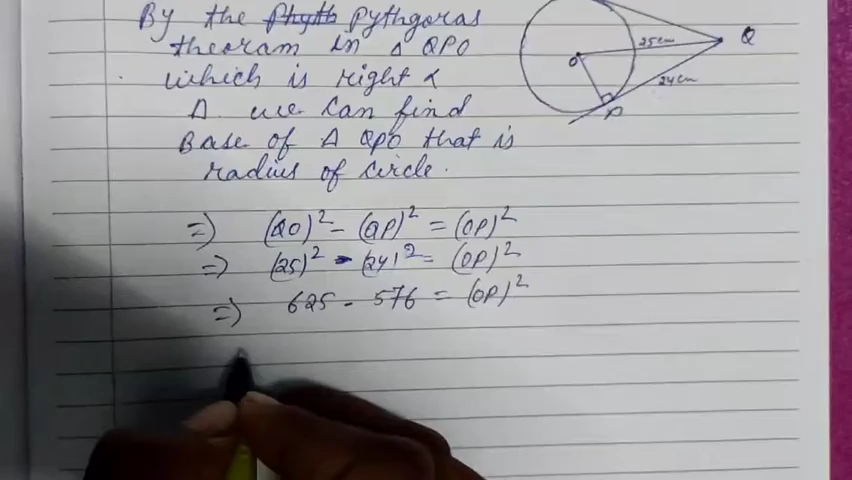 By the pythgoras
theoram in Δ QPO
which is right ∠
Δ we can find
Base of Δ QPO that is
radius of circle.
=) (QO)² - (QP)² = (OP)²
=) (25)² - (24)² = (OP)²
=) 625 - 576 = (OP)²
Q
25cm
O
24cm
P